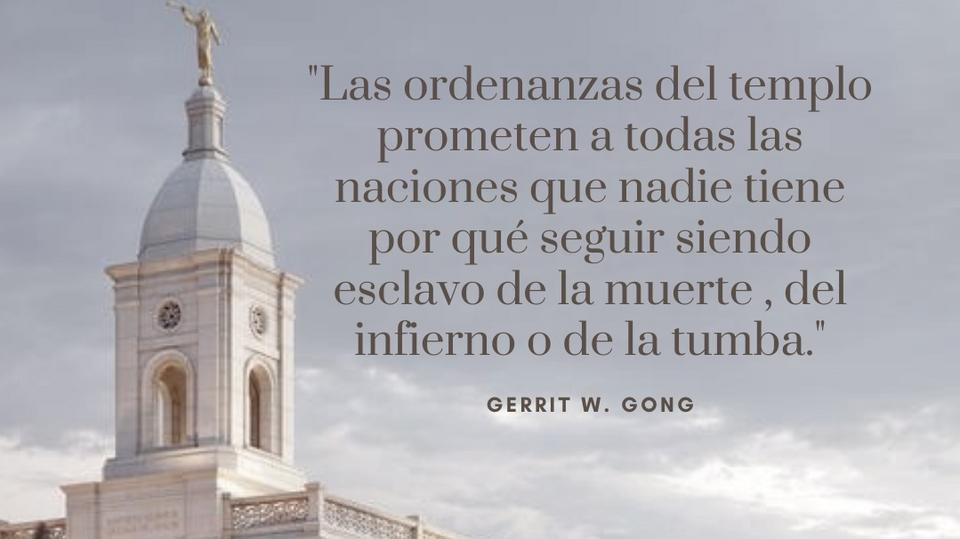 "Las ordenanzas del templo
prometen a todas las
naciones que nadie tiene
por qué seguir siendo
esclavo de la muerte , del
infierno o de la tumba."
GERRIT W. GONG